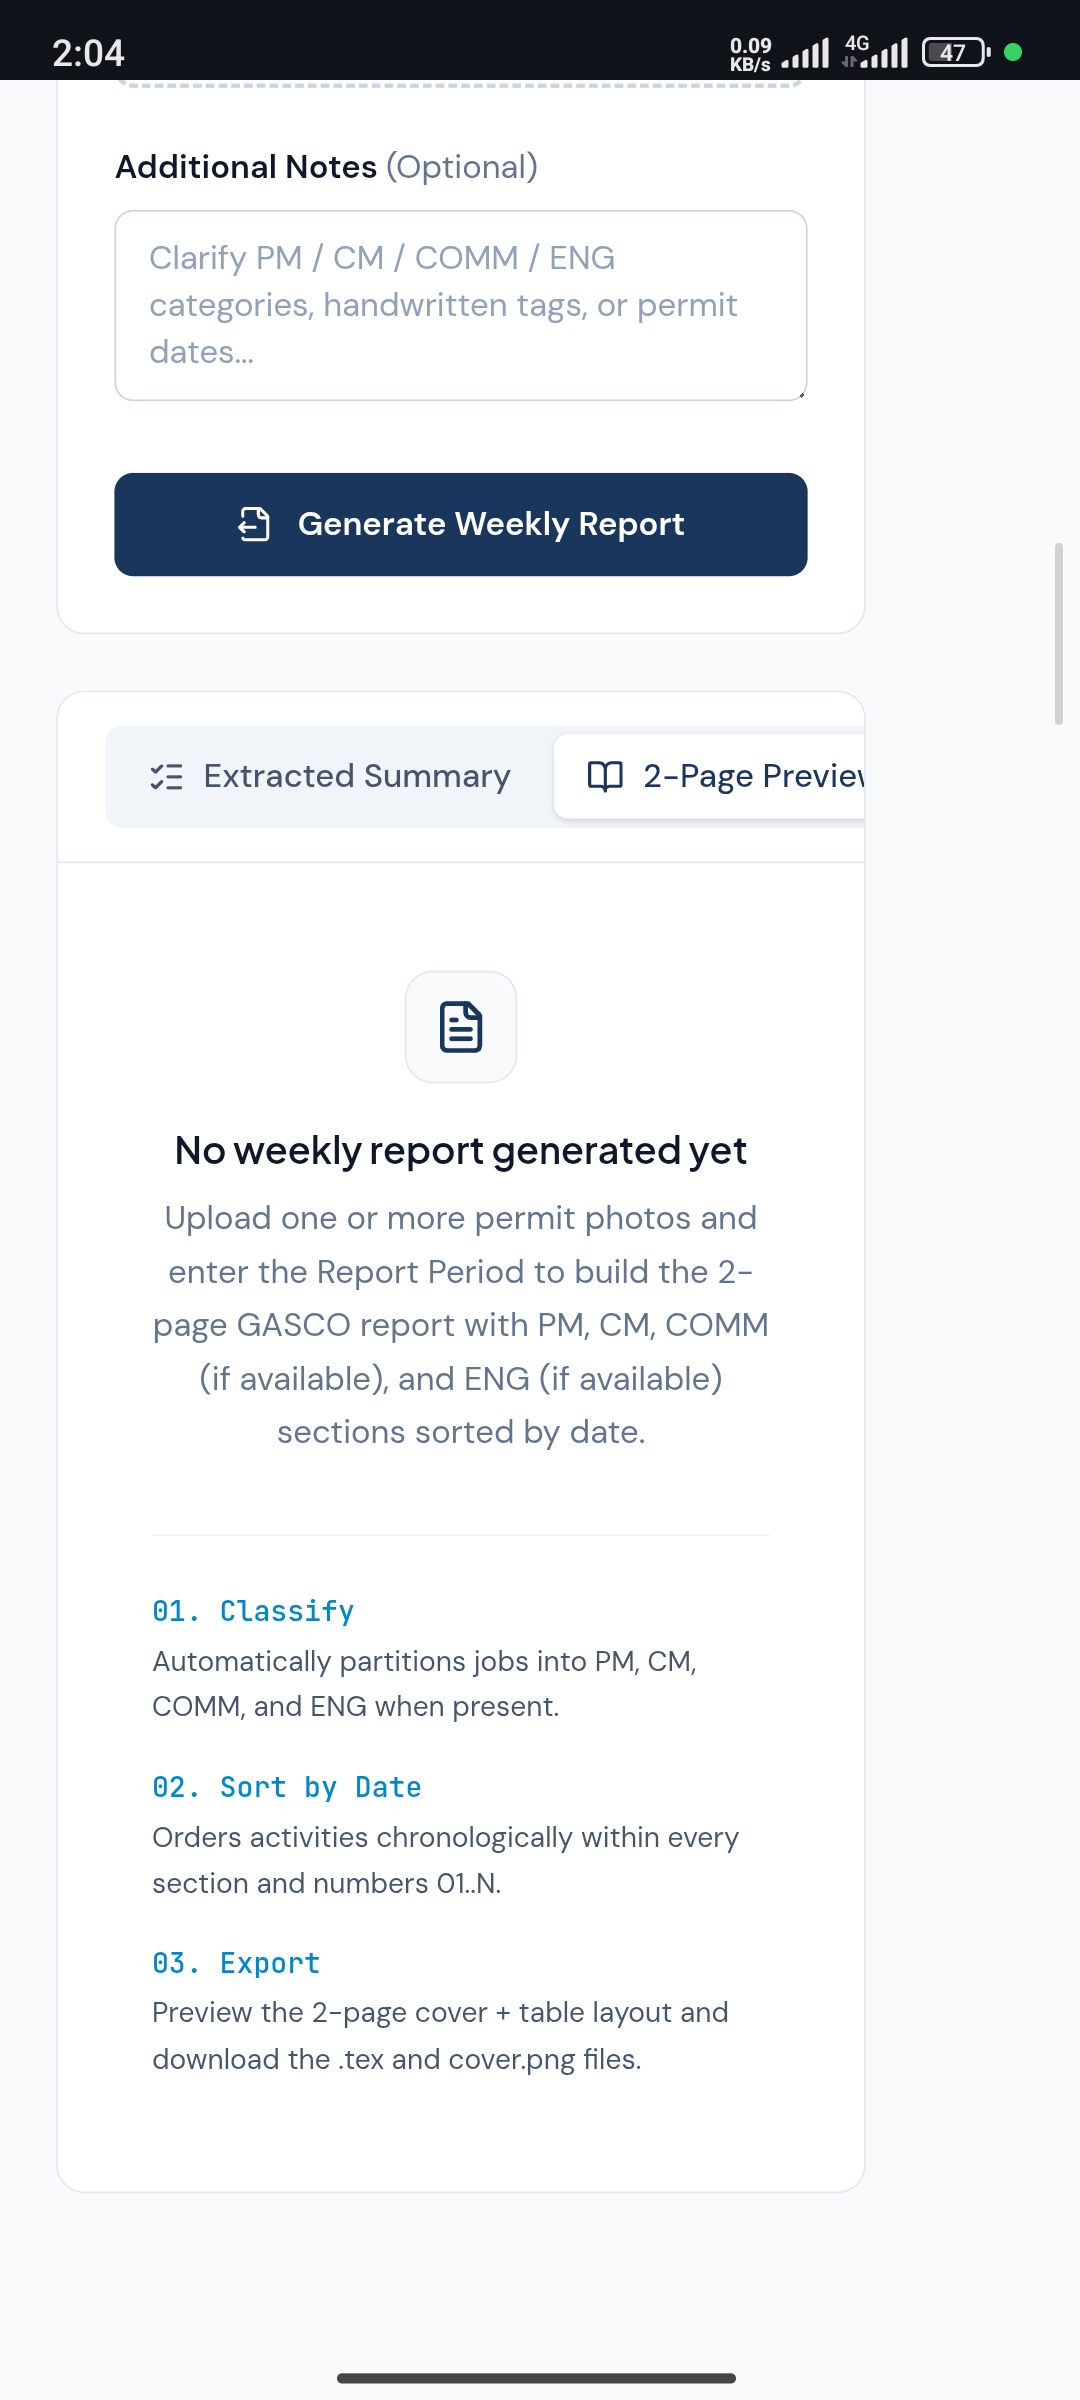 2:04
0.09
KB/s
4G
47
Additional Notes (Optional)
Clarify PM / CM / COMM / ENG
categories, handwritten tags, or permit
dates...
Generate Weekly Report
Extracted Summary
2-Page Preview
No weekly report generated yet
Upload one or more permit photos and
enter the Report Period to build the 2-
page GASCO report with PM, CM, COMM
(if available), and ENG (if available)
sections sorted by date.
01. Classify
Automatically partitions jobs into PM, CM,
COMM, and ENG when present.
02. Sort by Date
Orders activities chronologically within every
section and numbers 01..N.
03. Export
Preview the 2-page cover + table layout and
download the .tex and cover.png files.